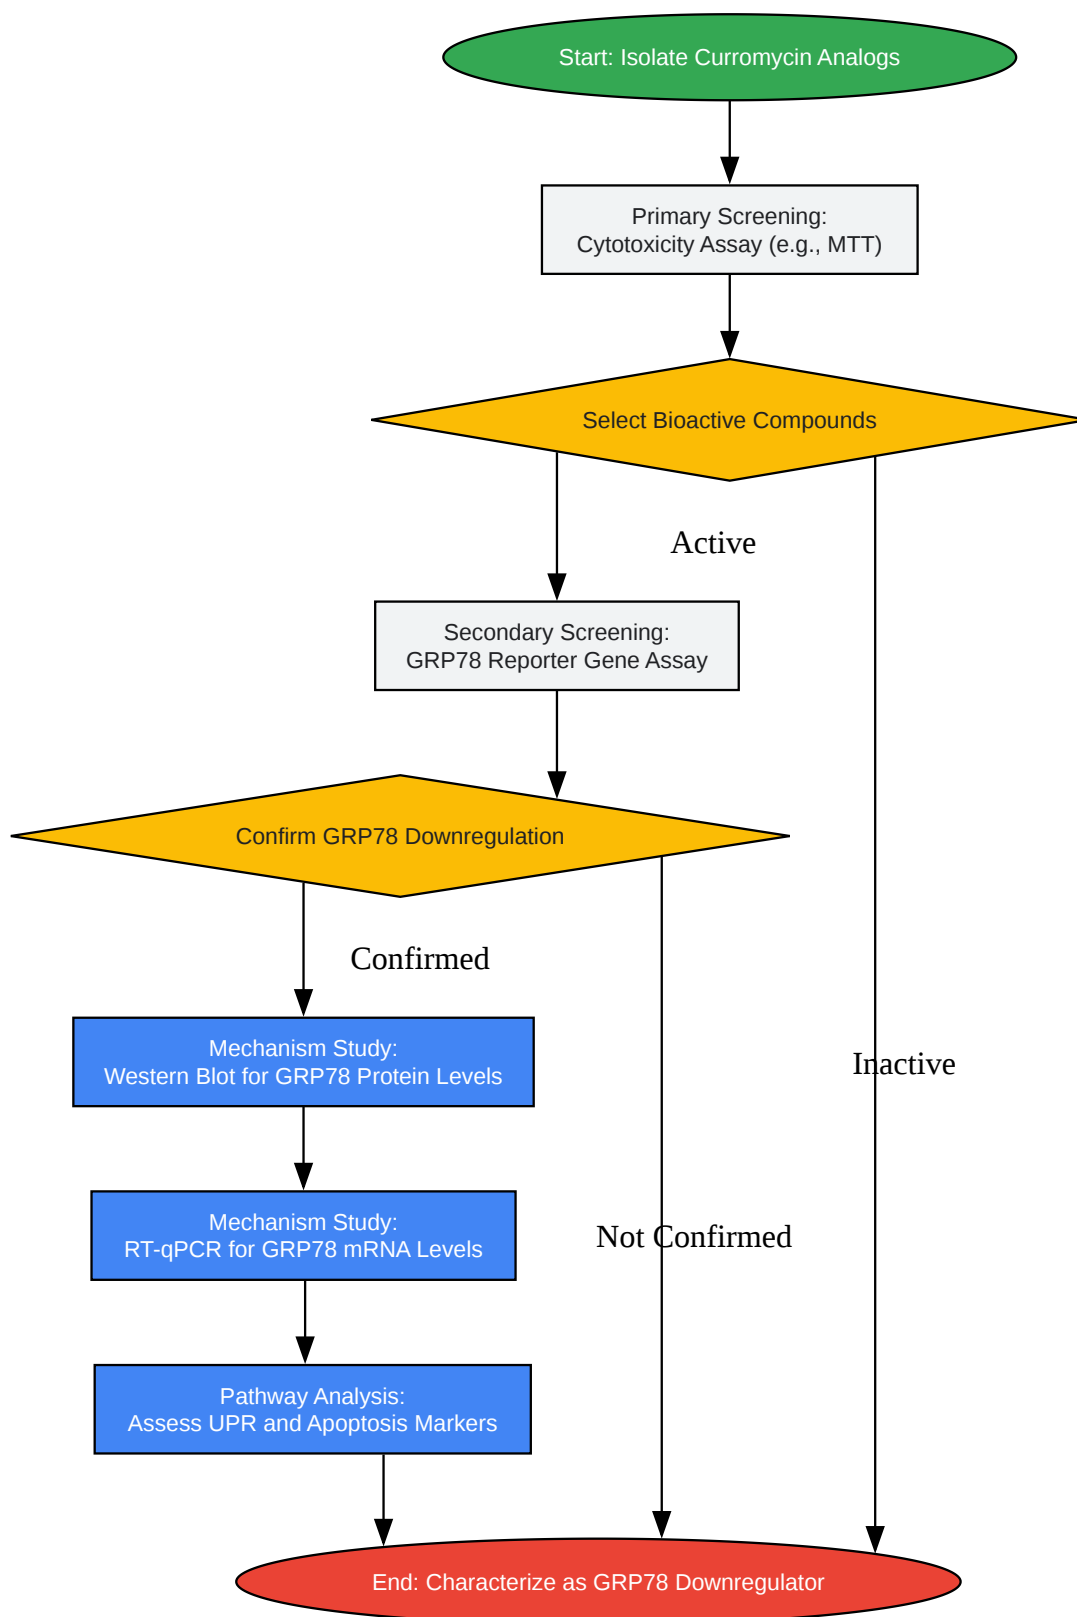 Start: Isolate Curromycin Analogs
Primary Screening:
Cytotoxicity Assay (e.g., MTT)
Select Bioactive Compounds
Active
Secondary Screening:
GRP78 Reporter Gene Assay
Confirm GRP78 Downregulation
Confirmed
Mechanism Study:
Western Blot for GRP78 Protein Levels
Inactive
Mechanism Study:
RT-qPCR for GRP78 mRNA Levels
Not Confirmed
Pathway Analysis:
Assess UPR and Apoptosis Markers
End: Characterize as GRP78 Downregulator